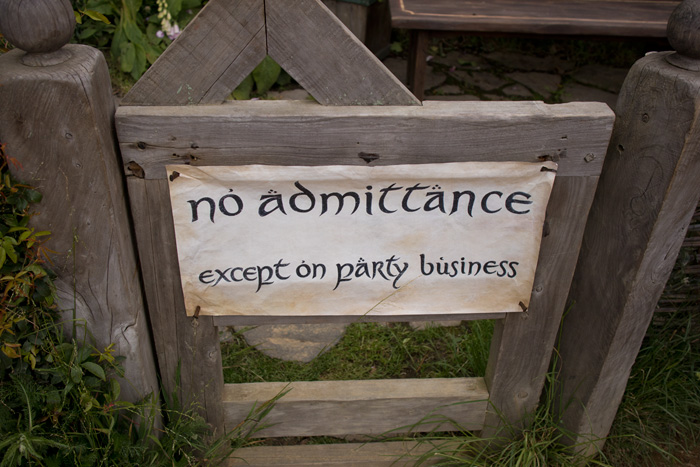 no admittance
except on party business